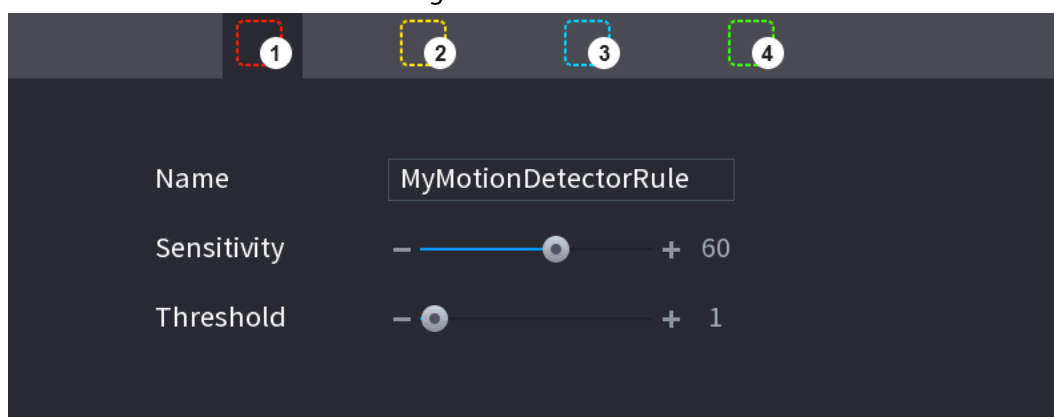 1 2 3 4
Name MyMotionDetectorRule
Sensitivity − + 60
Threshold − + 1